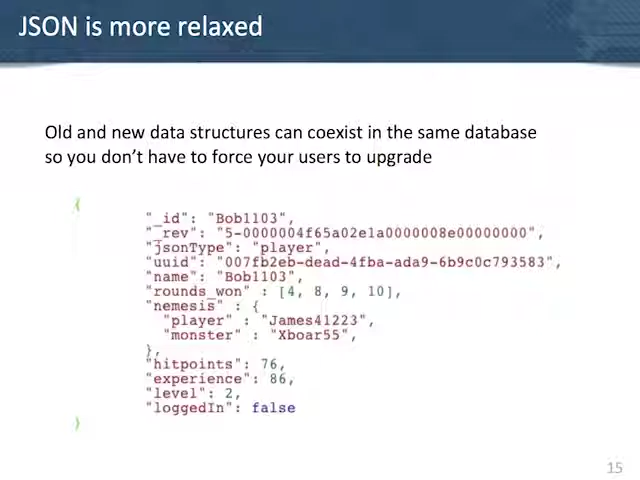 JSON is more relaxed
Old and new data structures can coexist in the same database
so you don't have to force your users to upgrade
{
"_id": "Bob1103",
"_rev": "5-0000004f65a02e1a0000008e00000000",
"jsonType": "player",
"uuid": "007fb2eb-dead-4fba-ada9-6b9c0c793583",
"name": "Bob1103",
"rounds_won" : [4, 8, 9, 10],
"nemesis" : {
"player" : "James41223",
"monster" : "Xboar55",
},
"hitpoints": 76,
"experience": 86,
"level": 2,
"loggedIn": false
}
15